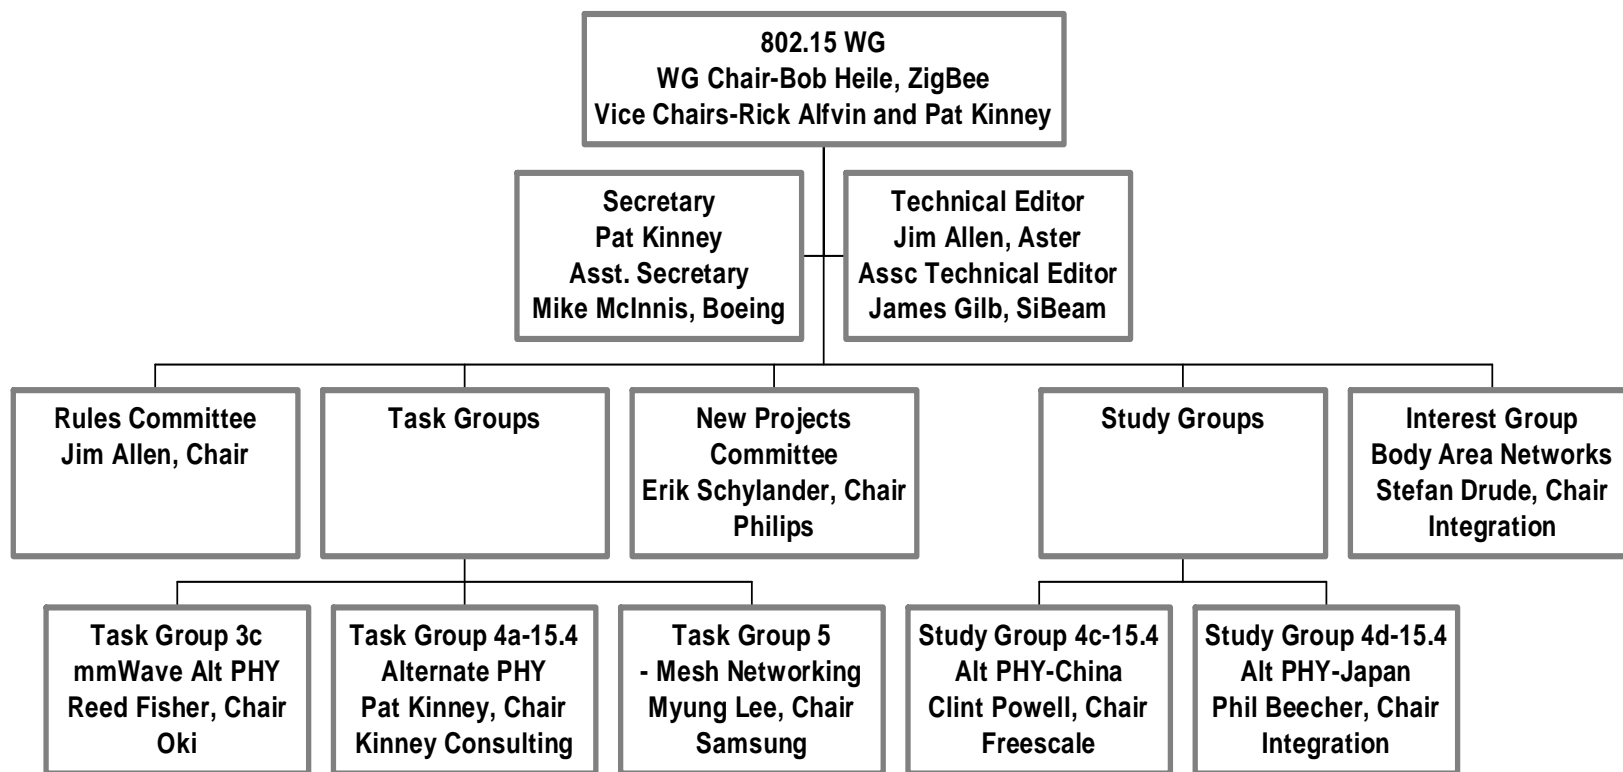 802.15 WG
WG Chair-Bob Heile, ZigBee
Vice Chairs-Rick Alfvin and Pat Kinney
Secretary
Pat Kinney
Asst. Secretary
Mike McInnis, Boeing
Technical Editor
Jim Allen, Aster
Assc Technical Editor
James Gilb, SiBeam
Rules Committee
Jim Allen, Chair
Task Groups
New Projects
Committee
Erik Schylander, Chair
Philips
Study Groups
Interest Group
Body Area Networks
Stefan Drude, Chair
Integration
Task Group 3c
mmWave Alt PHY
Reed Fisher, Chair
Oki
Task Group 4a-15.4
Alternate PHY
Pat Kinney, Chair
Kinney Consulting
Task Group 5
- Mesh Networking
Myung Lee, Chair
Samsung
Study Group 4c-15.4
Alt PHY-China
Clint Powell, Chair
Freescale
Study Group 4d-15.4
Alt PHY-Japan
Phil Beecher, Chair
Integration